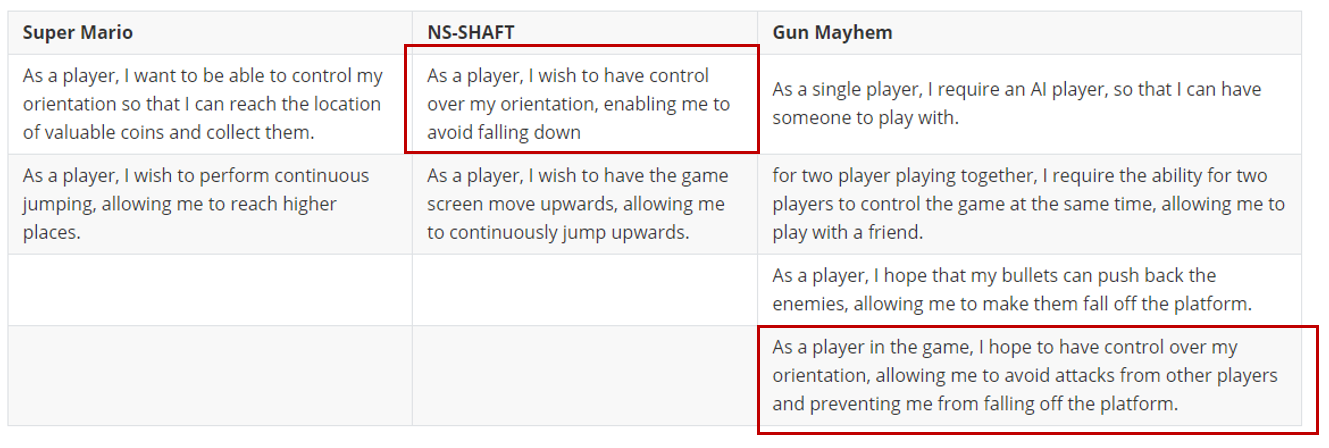 Super Mario
NS-SHAFT
Gun Mayhem
As a player, I want to be able to control my
orientation so that I can reach the location
of valuable coins and collect them.
As a player, I wish to have control
over my orientation, enabling me to
avoid falling down
As a single player, I require an AI player, so that I can have
someone to play with.
As a player, I wish to perform continuous
jumping, allowing me to reach higher
places.
As a player, I wish to have the game
screen move upwards, allowing me
to continuously jump upwards.
for two player playing together, I require the ability for two
players to control the game at the same time, allowing me to
play with a friend.
As a player, I hope that my bullets can push back the
enemies, allowing me to make them fall off the platform.
As a player in the game, I hope to have control over my
orientation, allowing me to avoid attacks from other players
and preventing me from falling off the platform.